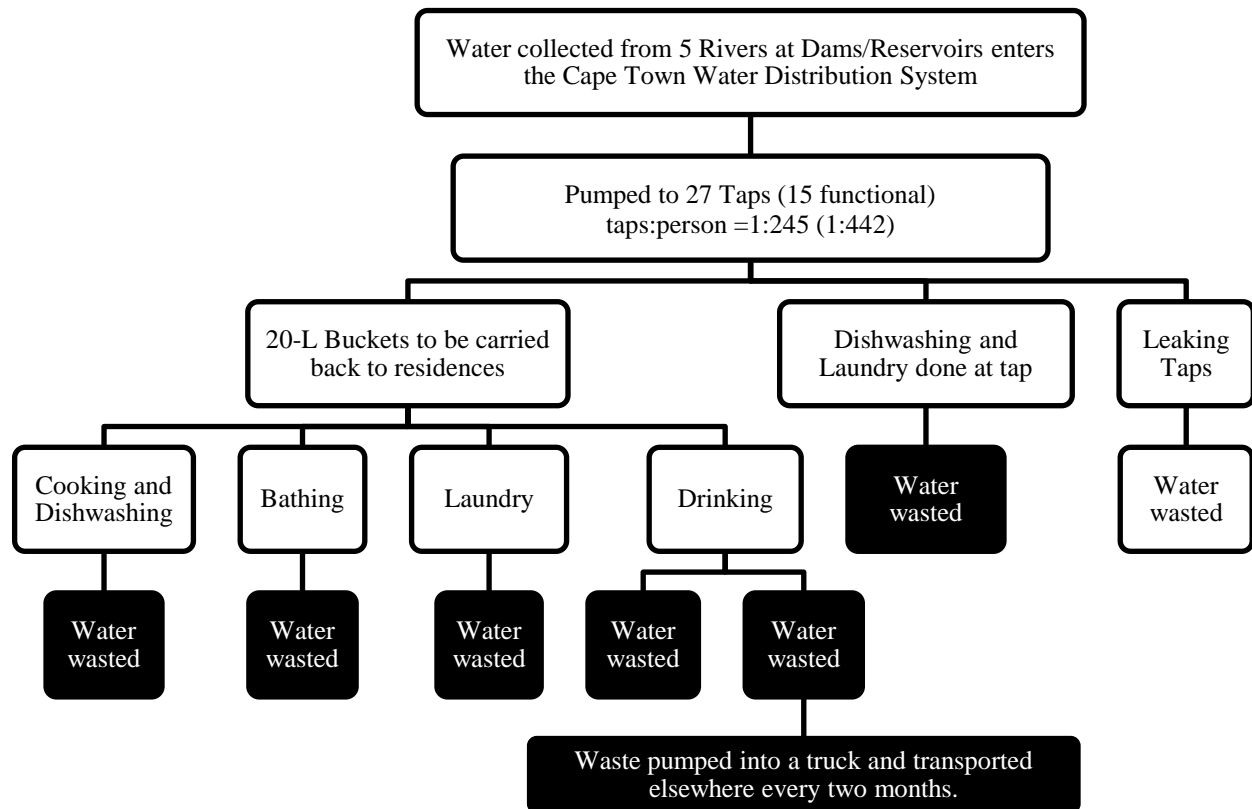 Water collected from 5 Rivers at Dams/Reservoirs enters
the Cape Town Water Distribution System
Pumped to 27 Taps (15 functional)
taps:person =1:245 (1:442)
20-L Buckets to be carried
back to residences
Dishwashing and
Laundry done at tap
Leaking
Taps
Cooking and
Dishwashing
Bathing
Laundry
Drinking
Water
wasted
Water
wasted
Water
wasted
Water
wasted
Water
wasted
Water
wasted
Water
wasted
Waste pumped into a truck and transported
elsewhere every two months.